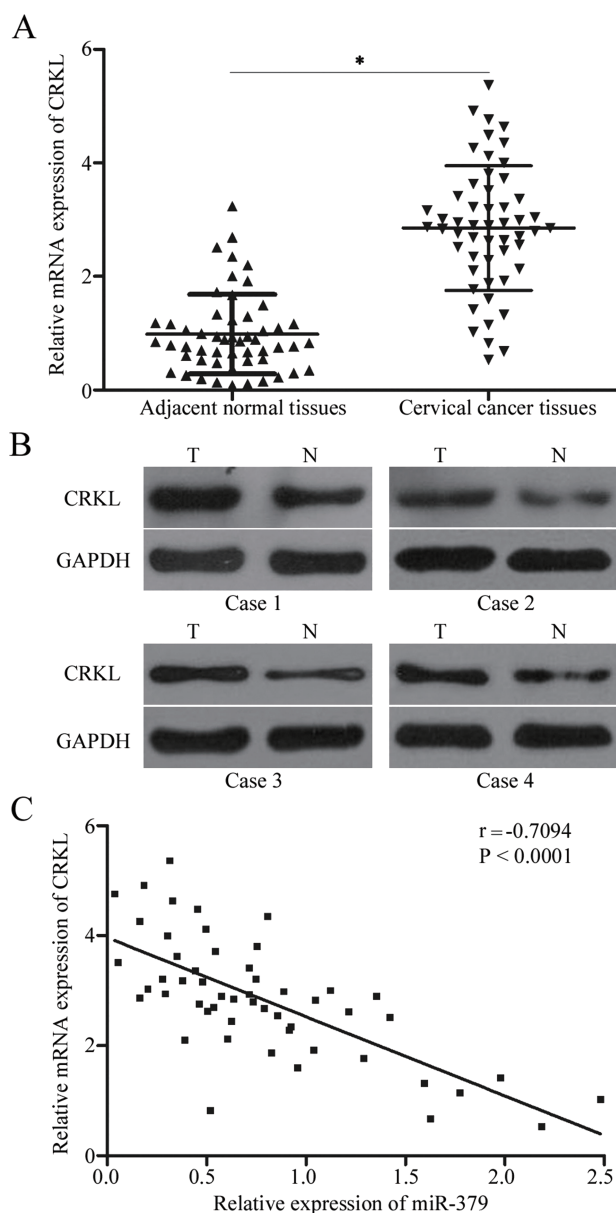 A
Relative mRNA expression of CRKL
6
4
2
0
*
Adjacent normal tissues
Cervical cancer tissues
B
T N T N
CRKL
GAPDH
Case 1 Case 2
T N T N
CRKL
GAPDH
Case 3 Case 4
C
Relative mRNA expression of CRKL
6
4
2
0
r = -0.7094
P < 0.0001
0.0 0.5 1.0 1.5 2.0 2.5
Relative expression of miR-379